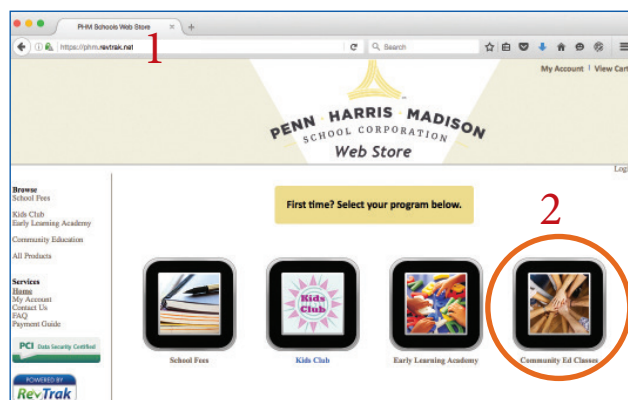 PHM Schools Web Store
https://phm.revtrak.net
1
Search
My Account | View Cart
PENN · HARRIS · MADISON
SCHOOL CORPORATION
Web Store
Login
Browse
School Fees
Kids Club
Early Learning Academy
Community Education
All Products
Services
Home
My Account
Contact Us
FAQ
Payment Guide
PCI Data Security Certified
POWERED BY
RevTrak
First time? Select your program below.
2
Kids
Club
School Fees
Kids Club
Early Learning Academy
Community Ed Classes